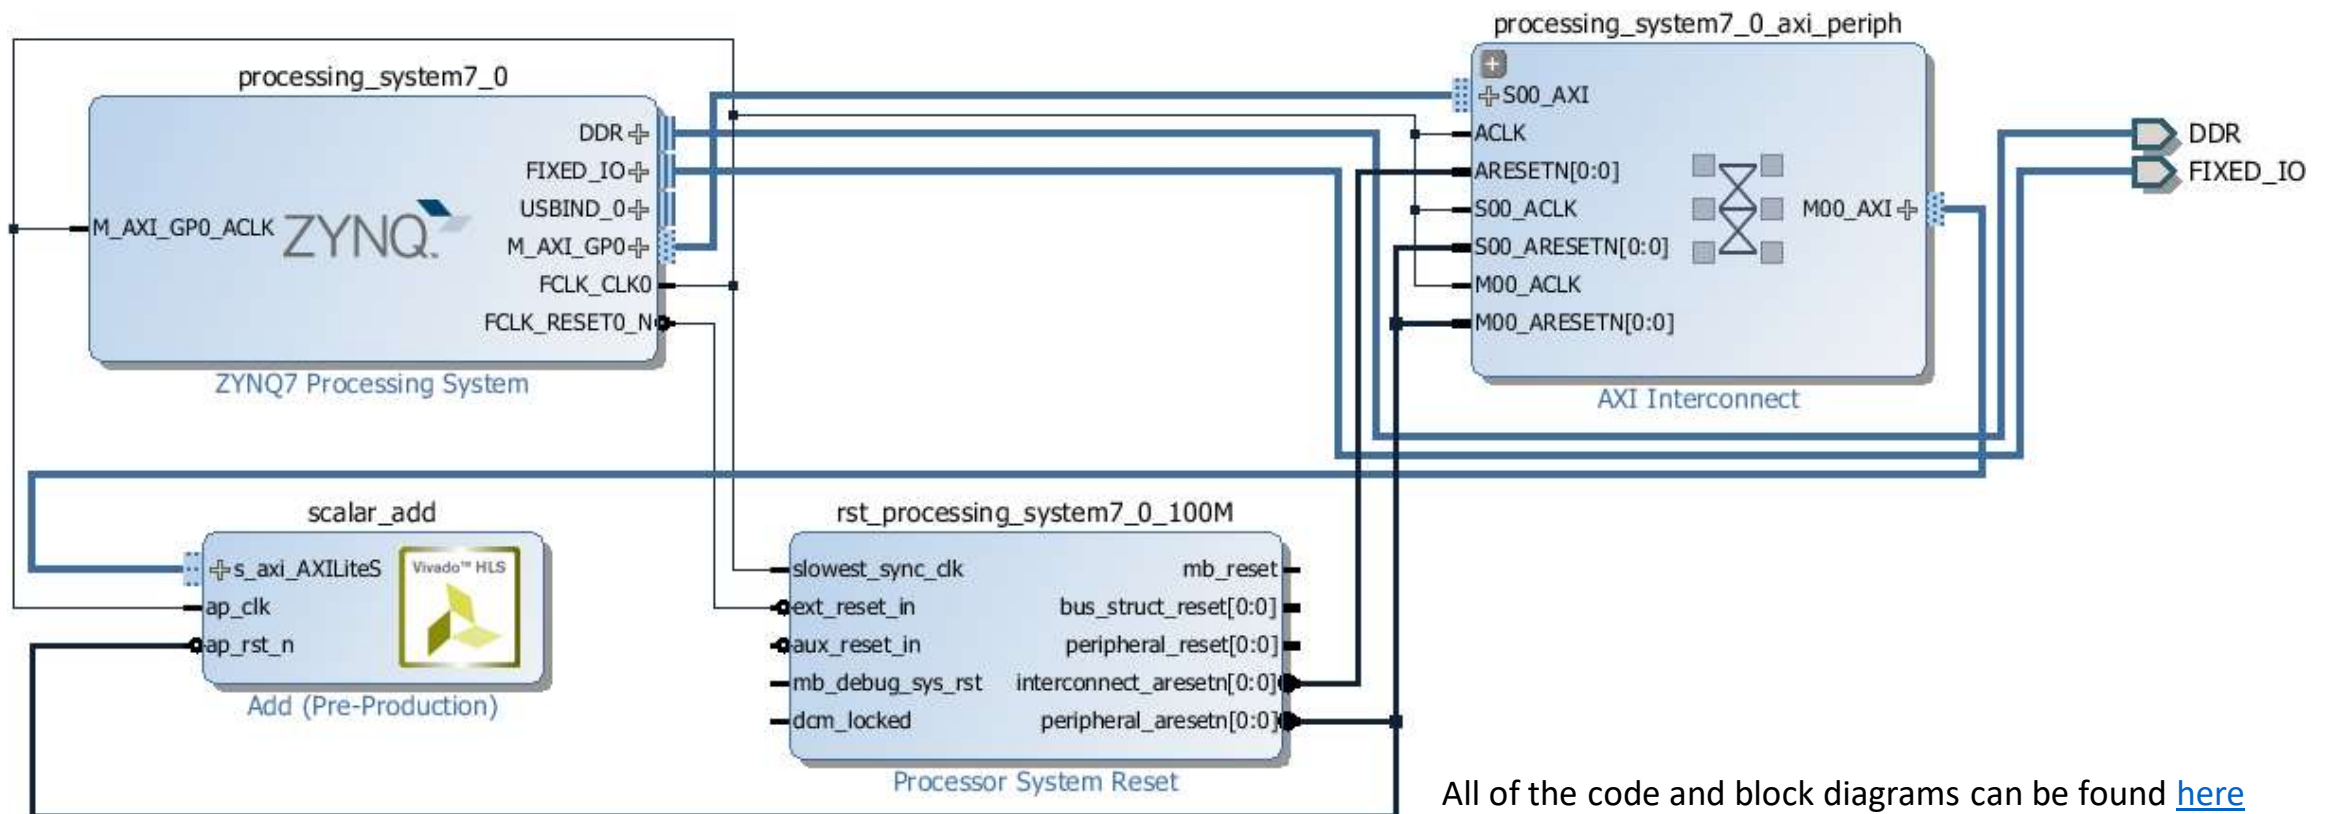 processing_system7_0
DDR
FIXED_IO
USBIND_0
M_AXI_GP0_ACLK
ZYNQ
M_AXI_GP0
FCLK_CLK0
FCLK_RESET0_N
ZYNQ7 Processing System
processing_system7_0_axi_periph
S00_AXI
ACLK
ARESETN[0:0]
S00_ACLK
M00_AXI
S00_ARESETN[0:0]
M00_ACLK
M00_ARESETN[0:0]
AXI Interconnect
DDR
FIXED_IO
scalar_add
s_axi_AXILiteS
Vivado™ HLS
ap_clk
ap_rst_n
Add (Pre-Production)
rst_processing_system7_0_100M
slowest_sync_clk
mb_reset
ext_reset_in
bus_struct_reset[0:0]
aux_reset_in
peripheral_reset[0:0]
mb_debug_sys_rst
interconnect_aresetn[0:0]
dcm_locked
peripheral_aresetn[0:0]
Processor System Reset
All of the code and block diagrams can be found here